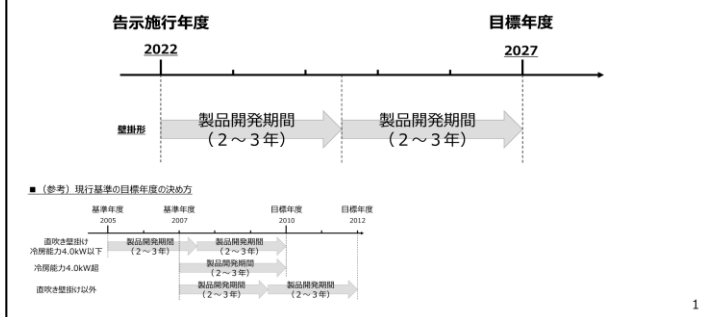 告示施行年度 目標年度
2022 2027
壁掛形
製品開発期間 製品開発期間
（２～３年） （２～３年）
■（参考）現行基準の目標年度の決め方
基準年度 基準年度 目標年度 目標年度
2005 2007 2010 2012
直吹き壁掛け 製品開発期間 製品開発期間
冷房能力4.0kW以下 （２～３年） （２～３年）
冷房能力4.0kW超 製品開発期間
（２～３年）
直吹き壁掛け以外 製品開発期間 製品開発期間
（２～３年） （２～３年）
1